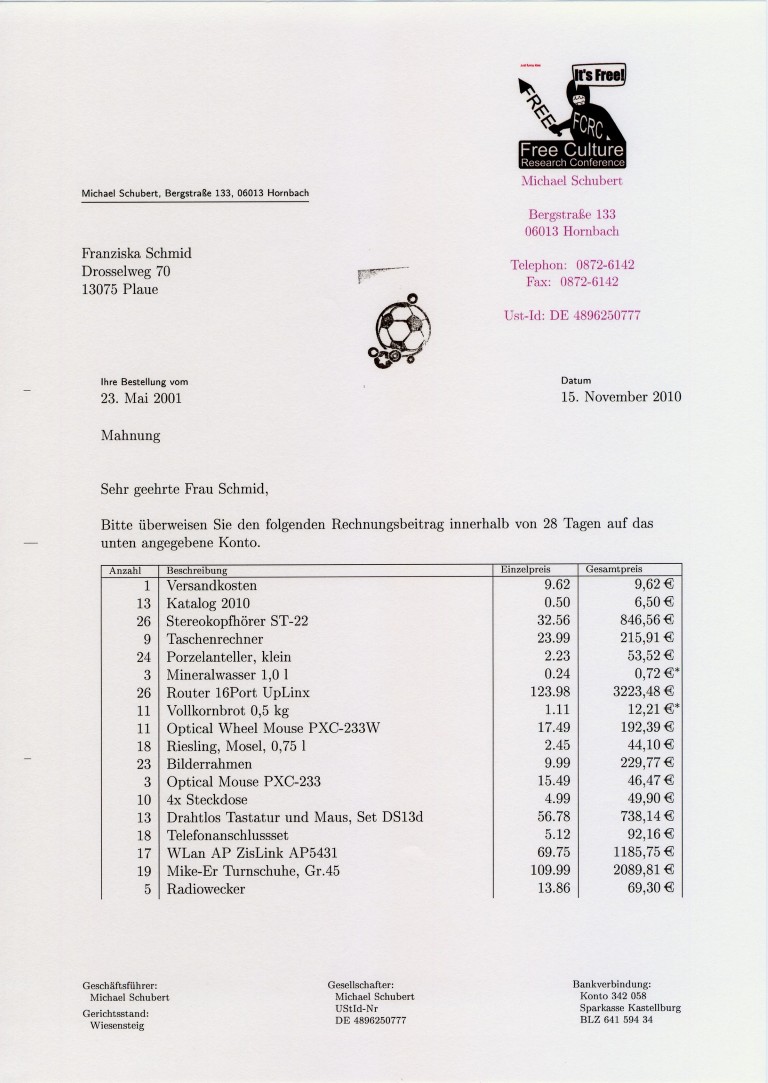 It's Free!
FREE
FCRC
Free Culture
Research Conference
Michael Schubert
Bergstraße 133
06013 Hornbach
Telephon: 0872-6142
Fax: 0872-6142
Ust-Id: DE 4896250777
Michael Schubert, Bergstraße 133, 06013 Hornbach
Franziska Schmid
Drosselweg 70
13075 Plaue
Ihre Bestellung vom
23. Mai 2001
Datum
15. November 2010
Mahnung
Sehr geehrte Frau Schmid,
Bitte überweisen Sie den folgenden Rechnungsbeitrag innerhalb von 28 Tagen auf das
unten angegebene Konto.
Anzahl Beschreibung Einzelpreis Gesamtpreis
1 Versandkosten 9.62 9,62 €
13 Katalog 2010 0.50 6,50 €
26 Stereokopfhörer ST-22 32.56 846,56 €
9 Taschenrechner 23.99 215,91 €
24 Porzelanteller, klein 2.23 53,52 €
3 Mineralwasser 1,0 l 0.24 0,72 €*
26 Router 16Port UpLinx 123.98 3223,48 €
11 Vollkornbrot 0,5 kg 1.11 12,21 €*
11 Optical Wheel Mouse PXC-233W 17.49 192,39 €
18 Riesling, Mosel, 0,75 l 2.45 44,10 €
23 Bilderrahmen 9.99 229,77 €
3 Optical Mouse PXC-233 15.49 46,47 €
10 4x Steckdose 4.99 49,90 €
13 Drahtlos Tastatur und Maus, Set DS13d 56.78 738,14 €
18 Telefonanschlussset 5.12 92,16 €
17 WLan AP ZisLink AP5431 69.75 1185,75 €
19 Mike-Er Turnschuhe, Gr.45 109.99 2089,81 €
5 Radiowecker 13.86 69,30 €
Geschäftsführer:
Michael Schubert
Gerichtsstand:
Wiesensteig
Gesellschafter:
Michael Schubert
UStId-Nr
DE 4896250777
Bankverbindung:
Konto 342 058
Sparkasse Kastellburg
BLZ 641 594 34